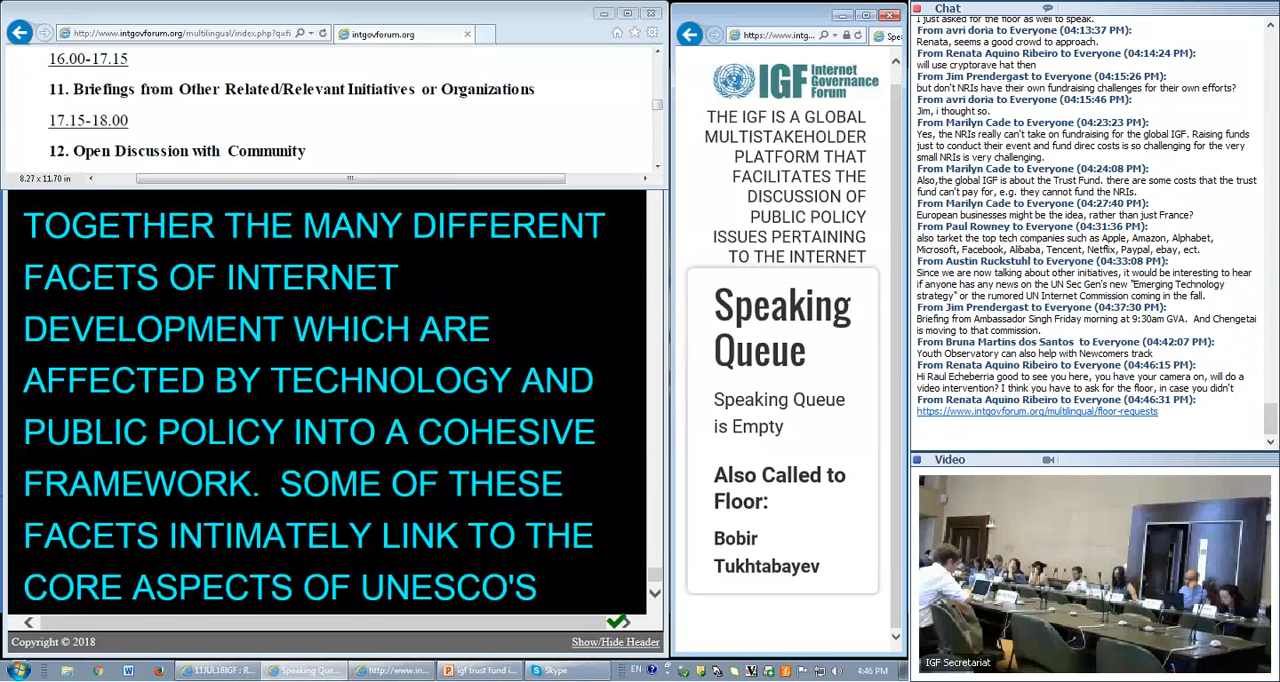 http://www.intgovforum.org/multilingual/index.php?q=fi
intgovforum.org
16.00-17.15
11. Briefings from Other Related/Relevant Initiatives or Organizations
17.15-18.00
12. Open Discussion with Community
8.27 x 11.70 in
TOGETHER THE MANY DIFFERENT
FACETS OF INTERNET
DEVELOPMENT WHICH ARE
AFFECTED BY TECHNOLOGY AND
PUBLIC POLICY INTO A COHESIVE
FRAMEWORK. SOME OF THESE
FACETS INTIMATELY LINK TO THE
CORE ASPECTS OF UNESCO'S
Copyright © 2018
Show/Hide Header
https://www.intg...
Spe
IGF Internet
Governance
Forum
THE IGF IS A GLOBAL
MULTISTAKEHOLDER
PLATFORM THAT
FACILITATES THE
DISCUSSION OF
PUBLIC POLICY
ISSUES PERTAINING
TO THE INTERNET
Speaking
Queue
Speaking Queue
is Empty
Also Called to
Floor:
Bobir
Tukhtabayev
Chat
I just asked for the floor as well to speak.
From avri doria to Everyone (04:13:37 PM):
Renata, seems a good crowd to approach.
From Renata Aquino Ribeiro to Everyone (04:14:24 PM):
will use cryptorave hat then
From Jim Prendergast to Everyone (04:15:26 PM):
but don't NRIs have their own fundraising challenges for their own efforts?
From avri doria to Everyone (04:15:46 PM):
Jim, i thought so.
From Marilyn Cade to Everyone (04:23:23 PM):
Yes, the NRIs really can't take on fundraising for the global IGF. Raising funds
just to conduct their event and fund direc costs is so challenging for the very
small NRIs is very challenging.
From Marilyn Cade to Everyone (04:24:08 PM):
Also,the global IGF is about the Trust Fund. there are some costs that the trust
fund can't pay for, e.g. they cannot fund the NRIs.
From Marilyn Cade to Everyone (04:27:40 PM):
European businesses might be the idea, rather than just France?
From Paul Rowney to Everyone (04:31:36 PM):
also tarket the top tech companies such as Apple, Amazon, Alphabet,
Microsoft, Facebook, Alibaba, Tencent, Netflix, Paypal, ebay, ect.
From Austin Ruckstuhl to Everyone (04:33:08 PM):
Since we are now talking about other initiatives, it would be interesting to hear
if anyone has any news on the UN Sec Gen's new "Emerging Technology
strategy" or the rumored UN Internet Commission coming in the fall.
From Jim Prendergast to Everyone (04:37:30 PM):
Briefing from Ambassador Singh Friday morning at 9:30am GVA. And Chengetai
is moving to that commission.
From Bruna Martins dos Santos to Everyone (04:42:07 PM):
Youth Observatory can also help with Newcomers track
From Renata Aquino Ribeiro to Everyone (04:46:15 PM):
Hi Raul Echeberria good to see you here, you have your camera on, will do a
video intervention? I think you have to ask for the floor, in case you didn't
From Renata Aquino Ribeiro to Everyone (04:46:31 PM):
https://www.intgovforum.org/multilingual/floor-requests
Video
IGF Secretariat
11JUL18IGF : R...
Speaking Que...
http://www.in...
igf trust fund i...
Skype
EN
4:46 PM